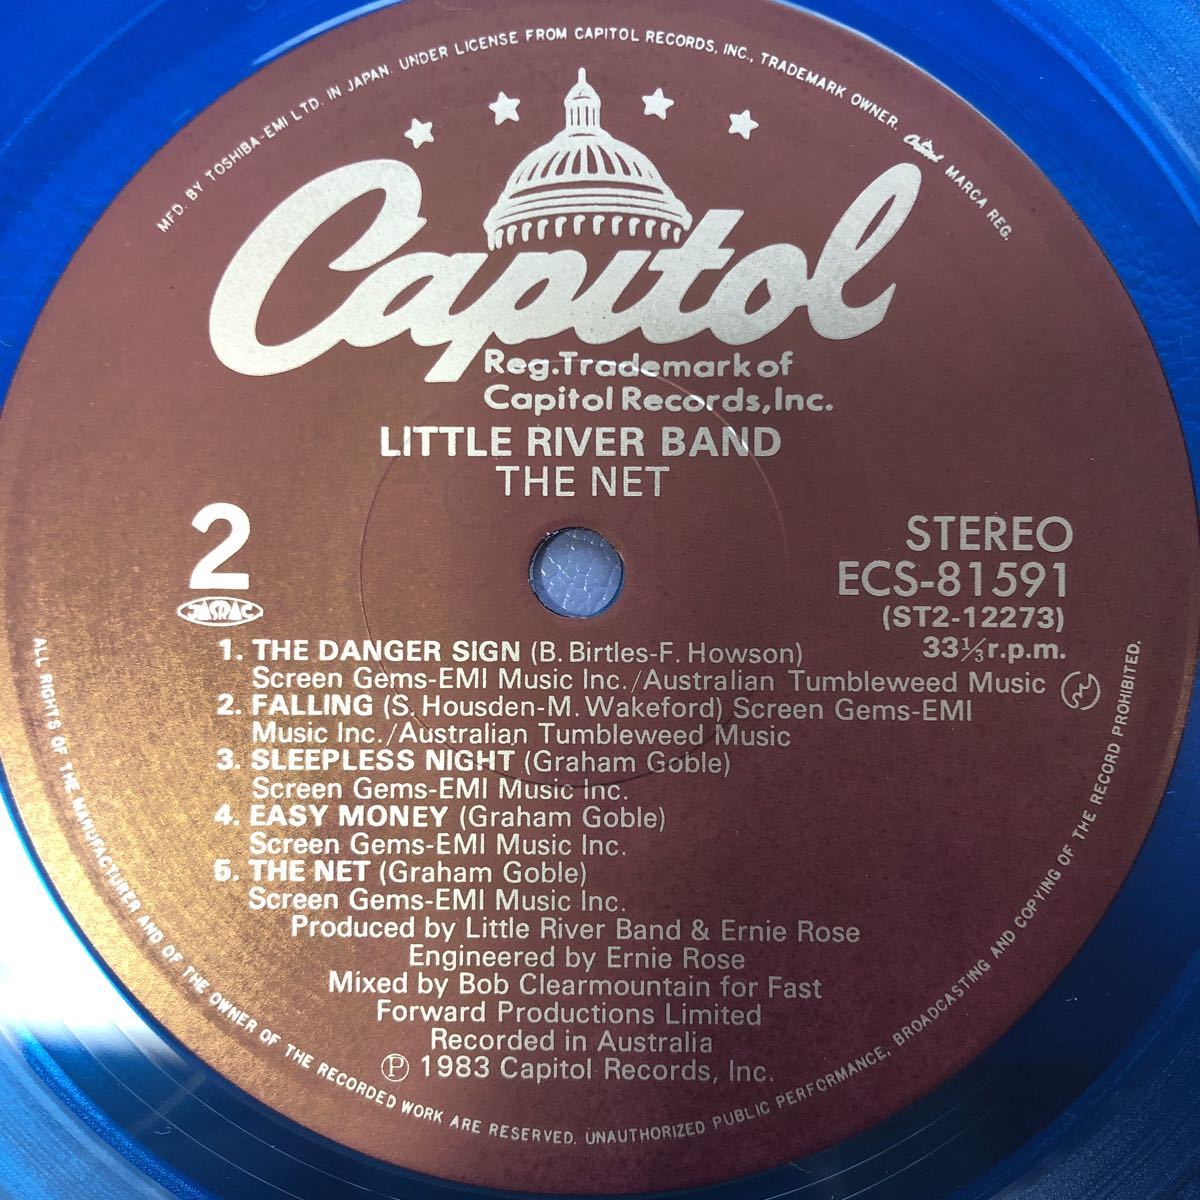 MFD. BY TOSHIBA-EMI LTD. IN JAPAN. UNDER LICENSE FROM CAPITOL RECORDS, INC., TRADEMARK OWNER. Capitol MARCA REG.
Capitol
Reg. Trademark of
Capitol Records, Inc.
LITTLE RIVER BAND
THE NET
2
JASRAC
STEREO
ECS-81591
(ST2-12273)
33⅓ r.p.m.
1. THE DANGER SIGN (B. Birtles-F. Howson)
Screen Gems-EMI Music Inc./Australian Tumbleweed Music
2. FALLING (S. Housden-M. Wakeford) Screen Gems-EMI
Music Inc./Australian Tumbleweed Music
3. SLEEPLESS NIGHT (Graham Goble)
Screen Gems-EMI Music Inc.
4. EASY MONEY (Graham Goble)
Screen Gems-EMI Music Inc.
5. THE NET (Graham Goble)
Screen Gems-EMI Music Inc.
Produced by Little River Band & Ernie Rose
Engineered by Ernie Rose
Mixed by Bob Clearmountain for Fast
Forward Productions Limited
Recorded in Australia
Ⓟ 1983 Capitol Records, Inc.
ALL RIGHTS OF THE MANUFACTURER AND OF THE OWNER OF THE RECORDED WORK ARE RESERVED. UNAUTHORIZED PUBLIC PERFORMANCE, BROADCASTING AND COPYING OF THE RECORD PROHIBITED.